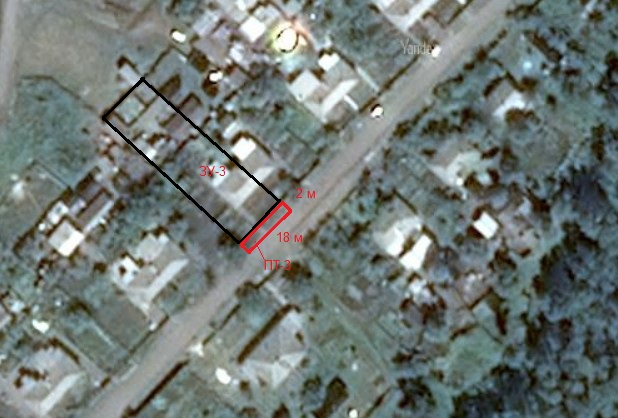 Yandex
ЗУ-3
2 м
18 м
ПТ-3